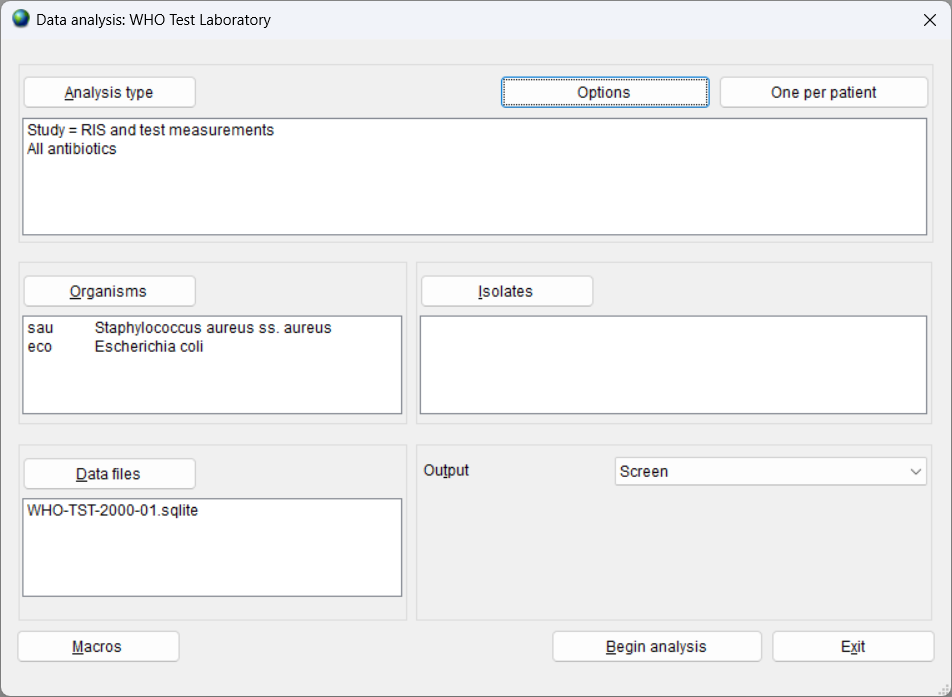 Data analysis: WHO Test Laboratory
Analysis type
Options
One per patient
Study = RIS and test measurements
All antibiotics
Organisms
Isolates
sau Staphylococcus aureus ss. aureus
eco Escherichia coli
Data files
Output
Screen
WHO-TST-2000-01.sqlite
Macros
Begin analysis
Exit